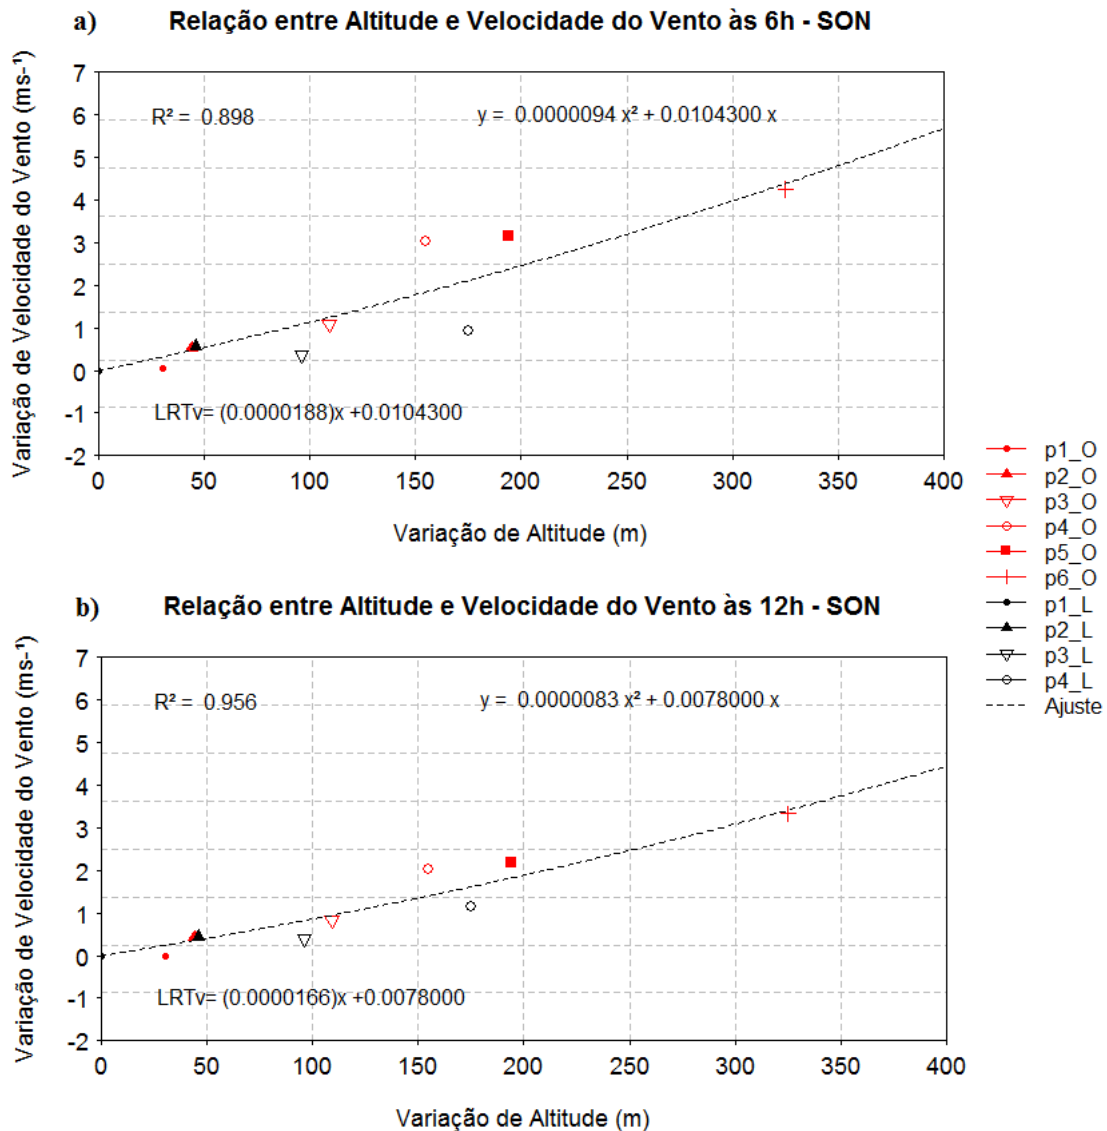 a) Relação entre Altitude e Velocidade do Vento às 6h - SON
Variação de Velocidade do Vento (ms-¹)
7
6
5
4
3
2
1
0
-1
-2
R² = 0.898
y = 0.0000094 x² + 0.0104300 x
LRTv= (0.0000188)x +0.0104300
0 50 100 150 200 250 300 350 400
Variação de Altitude (m)
p1_O
p2_O
p3_O
p4_O
p5_O
p6_O
p1_L
p2_L
p3_L
p4_L
Ajuste
b) Relação entre Altitude e Velocidade do Vento às 12h - SON
Variação de Velocidade do Vento (ms-¹)
7
6
5
4
3
2
1
0
-1
-2
R² = 0.956
y = 0.0000083 x² + 0.0078000 x
LRTv= (0.0000166)x +0.0078000
0 50 100 150 200 250 300 350 400
Variação de Altitude (m)